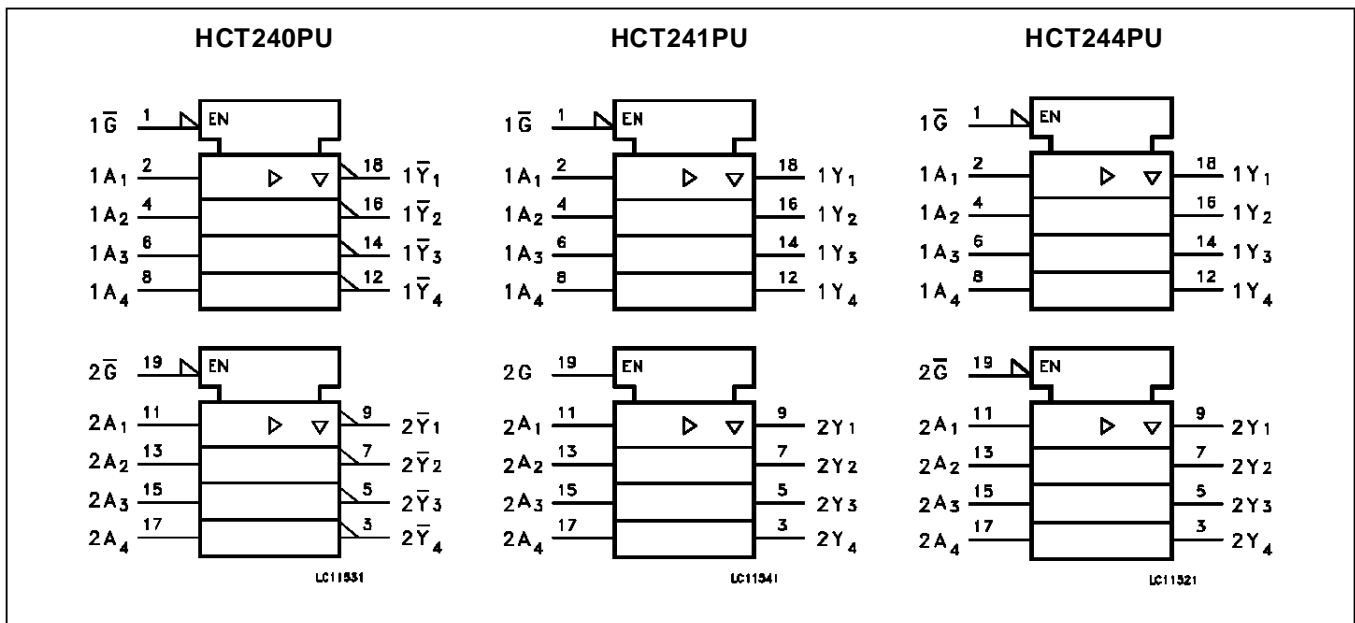 HCT240PU HCT241PU HCT244PU
1G̅ 1 EN 1G̅ 1 EN 1G̅ 1 EN
1A1 2 18 1Y̅1 1A1 2 18 1Y1 1A1 2 18 1Y1
1A2 4 16 1Y̅2 1A2 4 16 1Y2 1A2 4 16 1Y2
1A3 6 14 1Y̅3 1A3 6 14 1Y3 1A3 6 14 1Y3
1A4 8 12 1Y̅4 1A4 8 12 1Y4 1A4 8 12 1Y4
2G̅ 19 EN 2G 19 EN 2G̅ 19 EN
2A1 11 9 2Y̅1 2A1 11 9 2Y1 2A1 11 9 2Y1
2A2 13 7 2Y̅2 2A2 13 7 2Y2 2A2 13 7 2Y2
2A3 15 5 2Y̅3 2A3 15 5 2Y3 2A3 15 5 2Y3
2A4 17 3 2Y̅4 2A4 17 3 2Y4 2A4 17 3 2Y4
LC11531 LC11541 LC11521